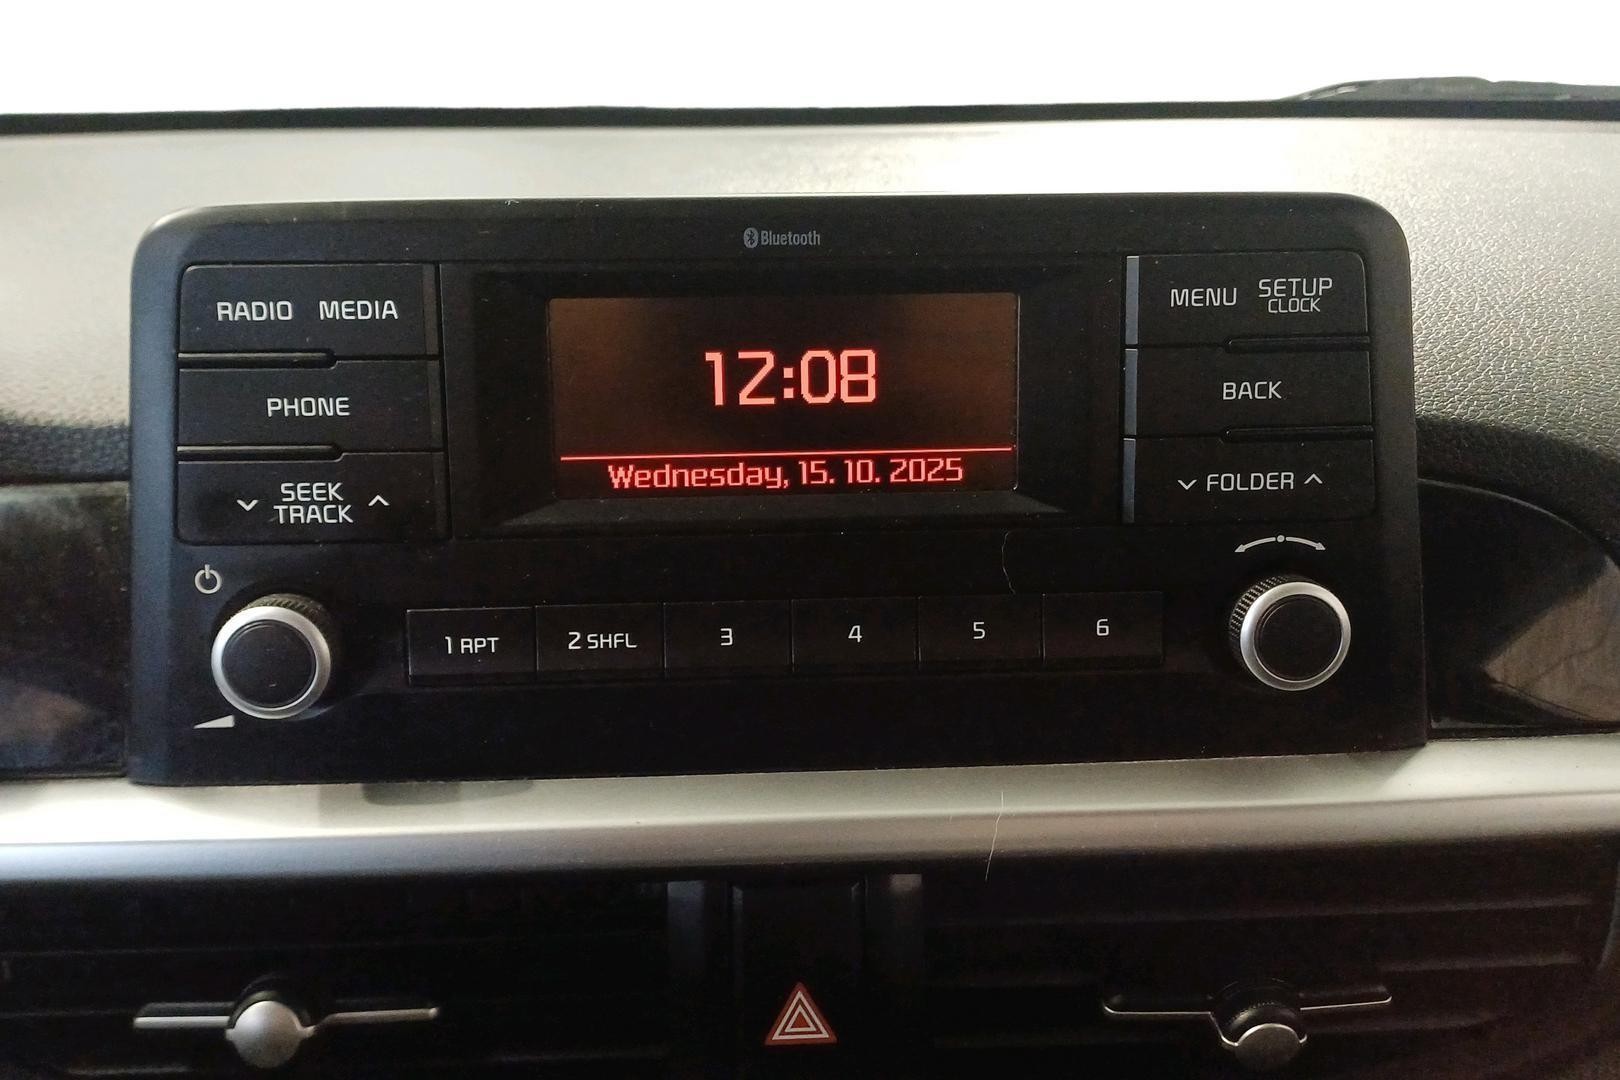 Bluetooth
RADIO MEDIA
MENU SETUP
CLOCK
12:08
PHONE
BACK
Wednesday, 15. 10. 2025
SEEK
TRACK
FOLDER
1 RPT 2 SHFL 3 4 5 6